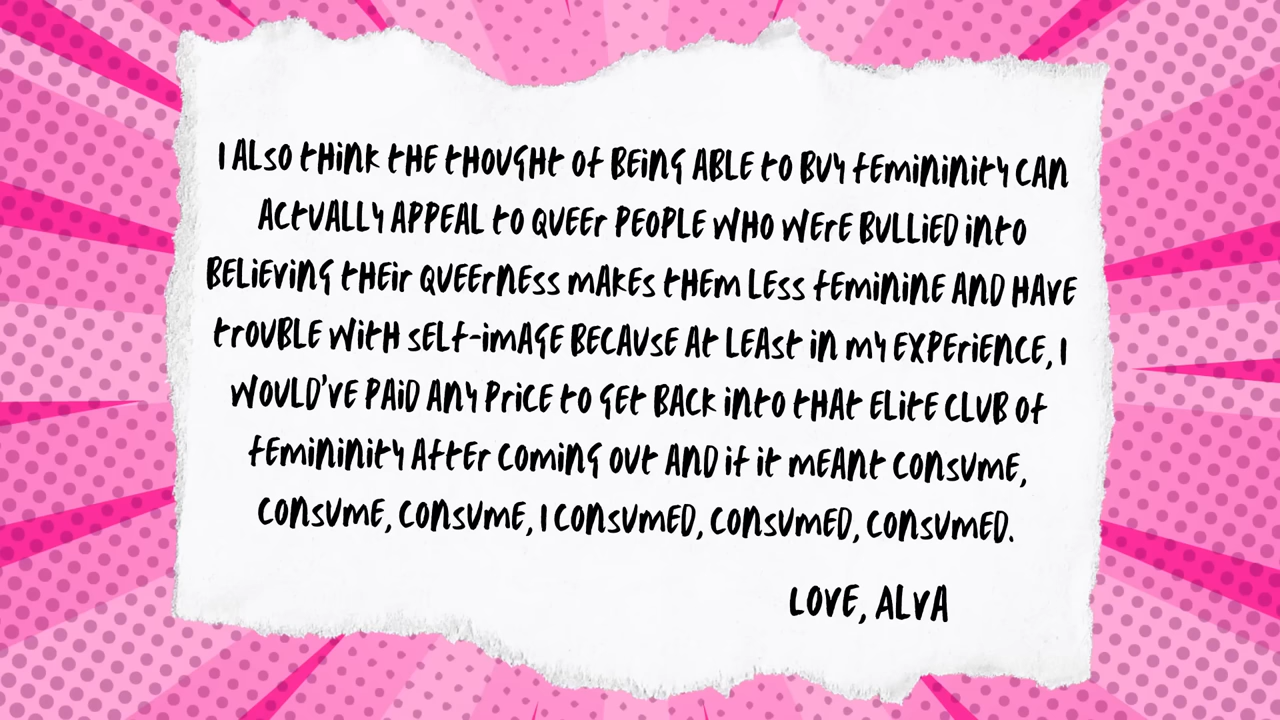 I ALSO THINK THE THOUGHT OF BEING ABLE TO BUY FEMININITY CAN
ACTUALLY APPEAL TO QUEER PEOPLE WHO WERE BULLIED INTO
BELIEVING THEIR QUEERNESS MAKES THEM LESS FEMININE AND HAVE
TROUBLE WITH SELF-IMAGE BECAUSE AT LEAST IN MY EXPERIENCE, I
WOULD'VE PAID ANY PRICE TO GET BACK INTO THAT ELITE CLUB OF
FEMININITY AFTER COMING OUT AND IF IT MEANT CONSUME,
CONSUME, CONSUME, I CONSUMED, CONSUMED, CONSUMED.
LOVE, ALVA